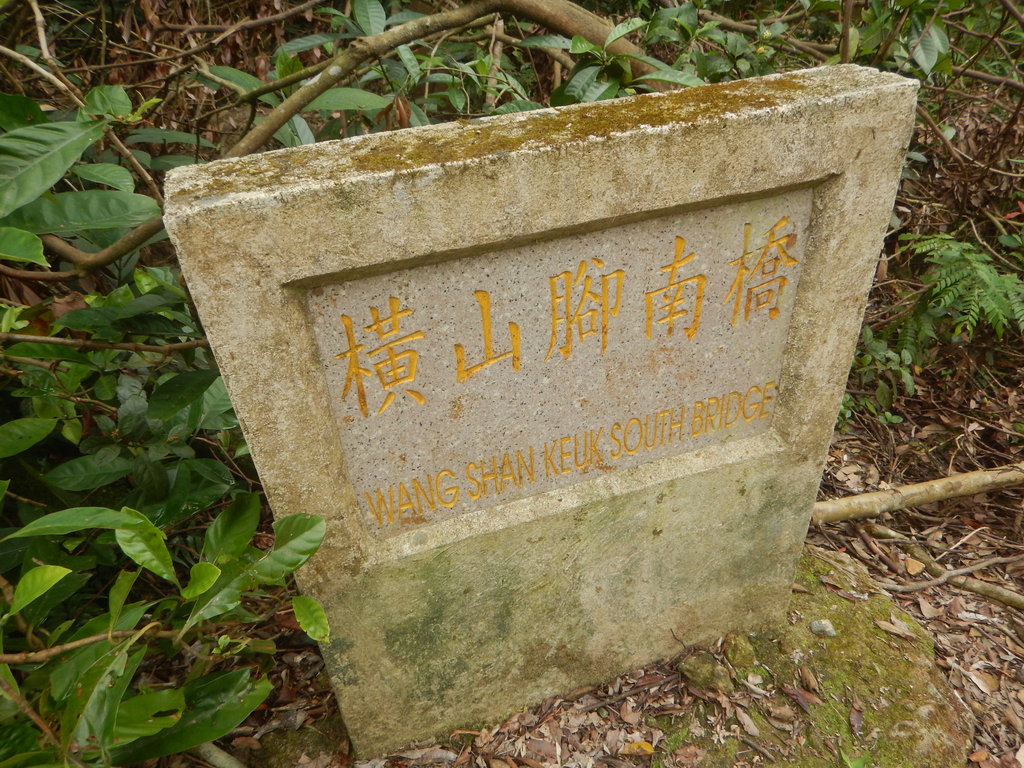 橫山腳南橋
WANG SHAN KEUK SOUTH BRIDGE